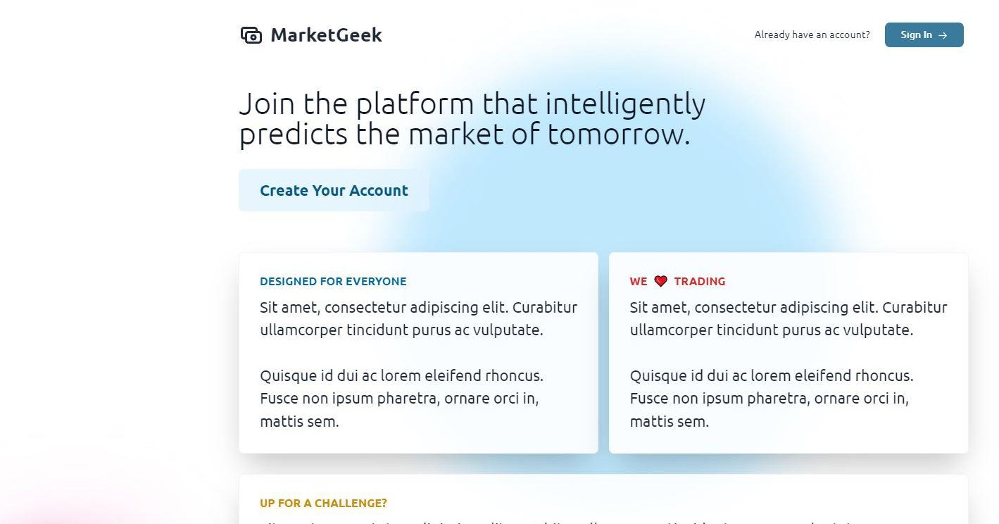 MarketGeek
Already have an account?
Sign In →
Join the platform that intelligently
predicts the market of tomorrow.
Create Your Account
DESIGNED FOR EVERYONE
Sit amet, consectetur adipiscing elit. Curabitur
ullamcorper tincidunt purus ac vulputate.
Quisque id dui ac lorem eleifend rhoncus.
Fusce non ipsum pharetra, ornare orci in,
mattis sem.
WE ❤ TRADING
Sit amet, consectetur adipiscing elit. Curabitur
ullamcorper tincidunt purus ac vulputate.
Quisque id dui ac lorem eleifend rhoncus.
Fusce non ipsum pharetra, ornare orci in,
mattis sem.
UP FOR A CHALLENGE?